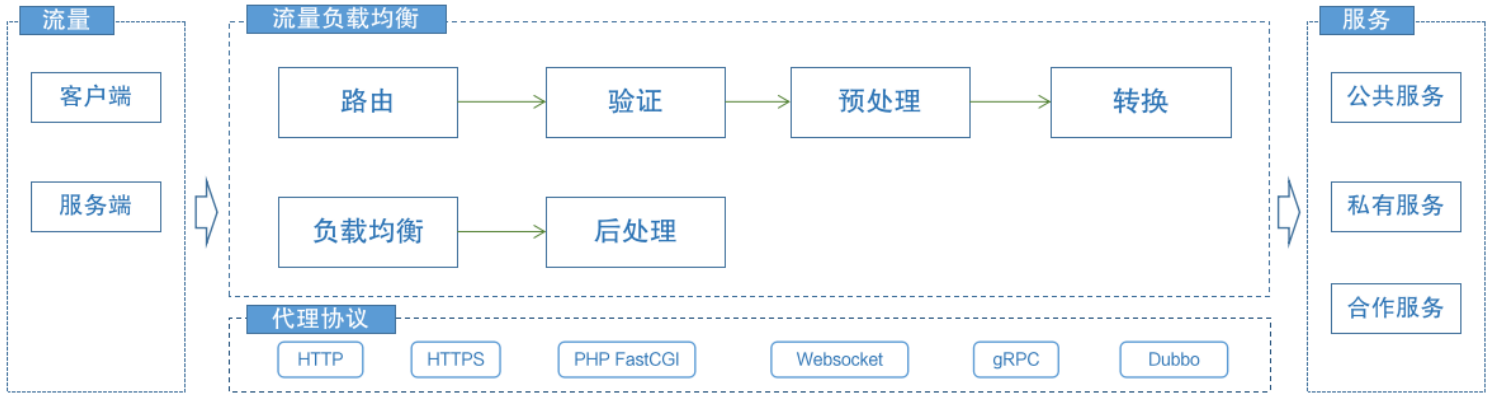 流量
客户端
服务端
流量负载均衡
路由
验证
预处理
转换
负载均衡
后处理
代理协议
HTTP
HTTPS
PHP FastCGI
Websocket
gRPC
Dubbo
服务
公共服务
私有服务
合作服务